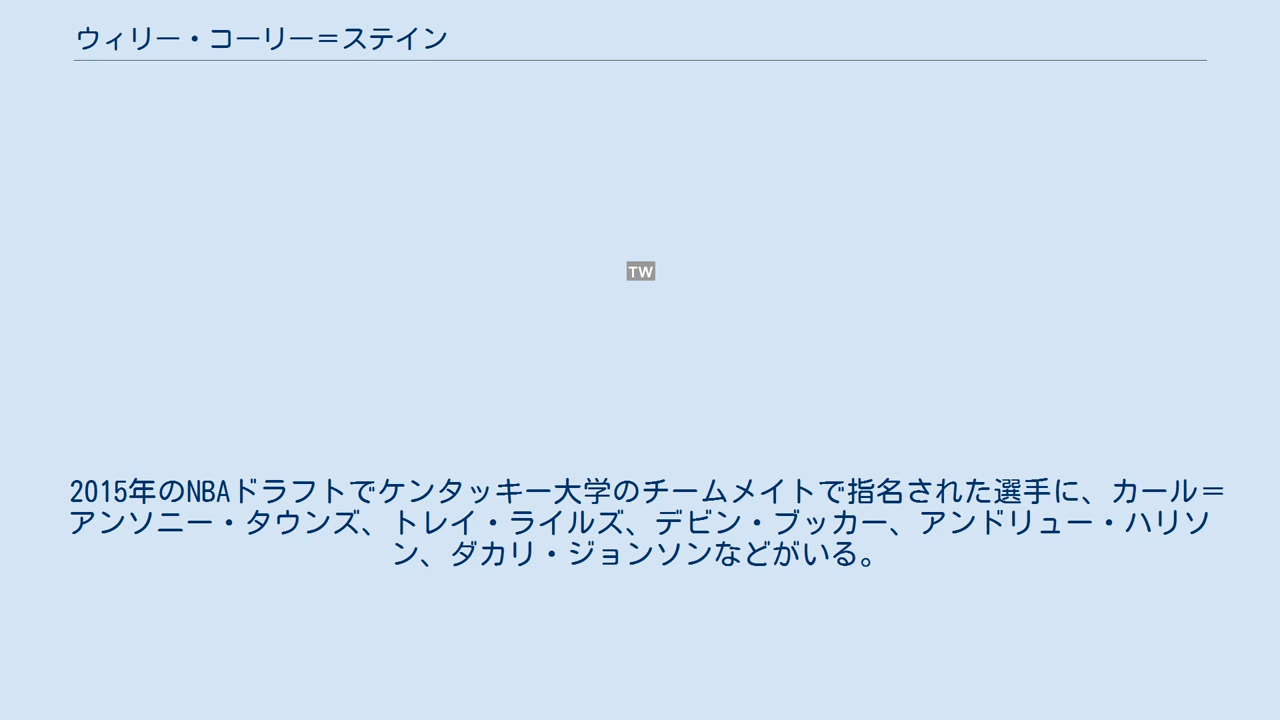 ウィリー・コーリー＝ステイン
TW
2015年のNBAドラフトでケンタッキー大学のチームメイトで指名された選手に、カール＝
アンソニー・タウンズ、トレイ・ライルズ、デビン・ブッカー、アンドリュー・ハリソ
ン、ダカリ・ジョンソンなどがいる。